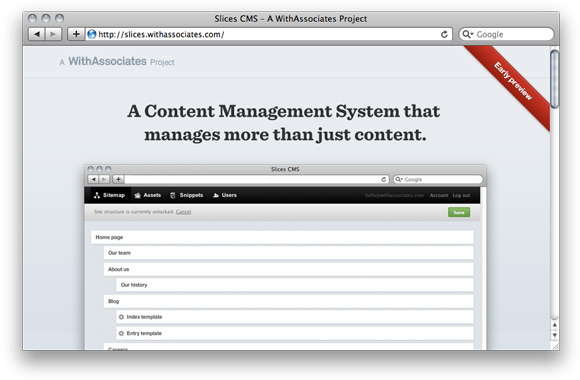 Slices CMS – A WithAssociates Project
http://slices.withassociates.com/
Google
A WithAssociates Project
Early preview
A Content Management System that
manages more than just content.
Slices CMS
Google
Sitemap Assets Snippets Users hello@withassociates.com Account Log out
Site structure is currently unlocked. Cancel Save
Home page
Our team
About us
Our history
Blog
Index template
Entry template
Careers